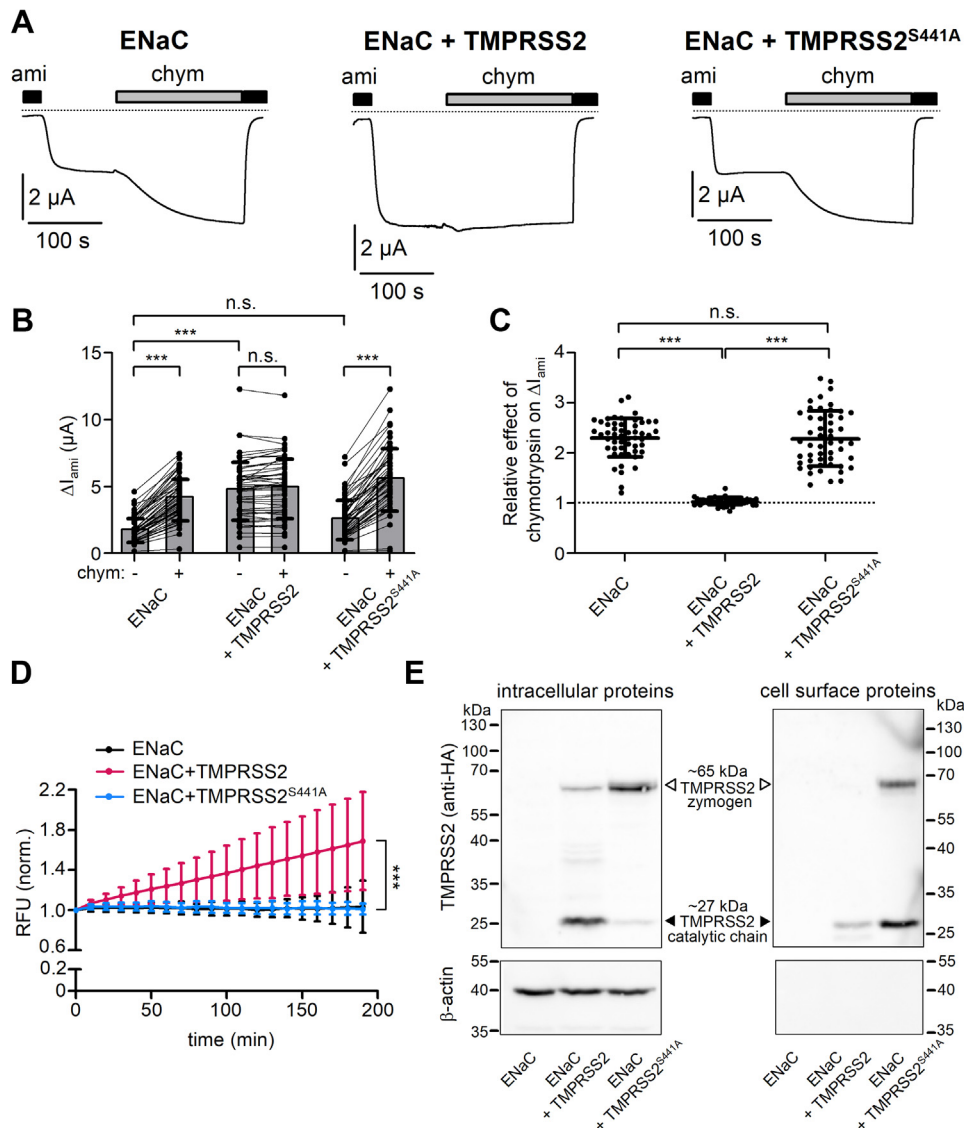 A
ENaC
ENaC + TMPRSS2
ENaC + TMPRSS2S441A
ami
chym
ami
chym
ami
chym
2 µA
100 s
2 µA
100 s
2 µA
100 s
B
n.s.
***
***
n.s.
***
ΔIami (µA)
15
10
5
0
chym:
-
+
-
+
-
+
ENaC
ENaC
+ TMPRSS2
ENaC
+ TMPRSS2S441A
C
n.s.
***
***
Relative effect of
chymotrypsin on ΔIami
4
3
2
1
0
ENaC
ENaC
+ TMPRSS2
ENaC
+ TMPRSS2S441A
D
ENaC
ENaC+TMPRSS2
ENaC+TMPRSS2S441A
RFU (norm.)
2.2
1.8
1.4
1.0
0.6
0.2
0
***
0
50
100
150
200
time (min)
E
intracellular proteins
cell surface proteins
TMPRSS2 (anti-HA)
kDa
130
100
70
55
40
35
25
~65 kDa
TMPRSS2
zymogen
~27 kDa
TMPRSS2
catalytic chain
kDa
130
100
70
55
40
35
25
β-actin
55
40
35
55
40
35
ENaC
ENaC
+ TMPRSS2
ENaC
+ TMPRSS2S441A
ENaC
ENaC
+ TMPRSS2
ENaC
+ TMPRSS2S441A